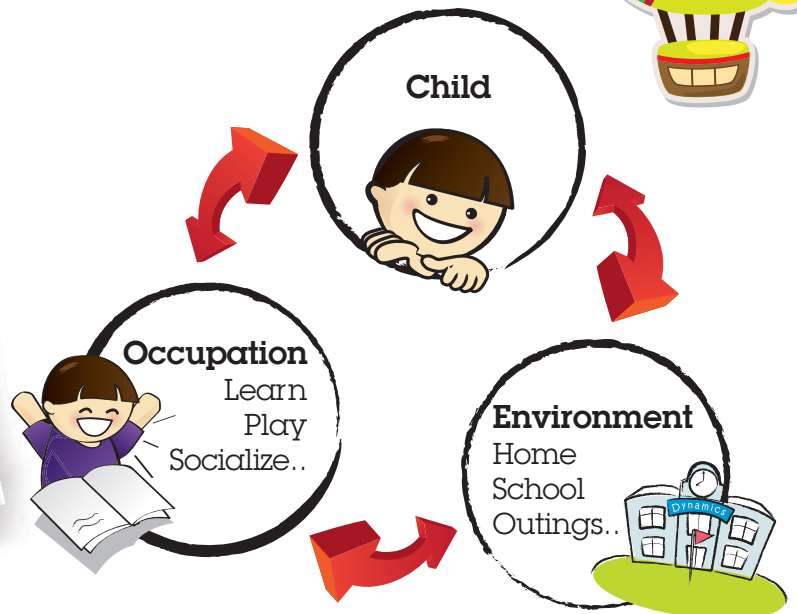 Child
Occupation
Learn
Play
Socialize..
Environment
Home
School
Outings..
Dynamics